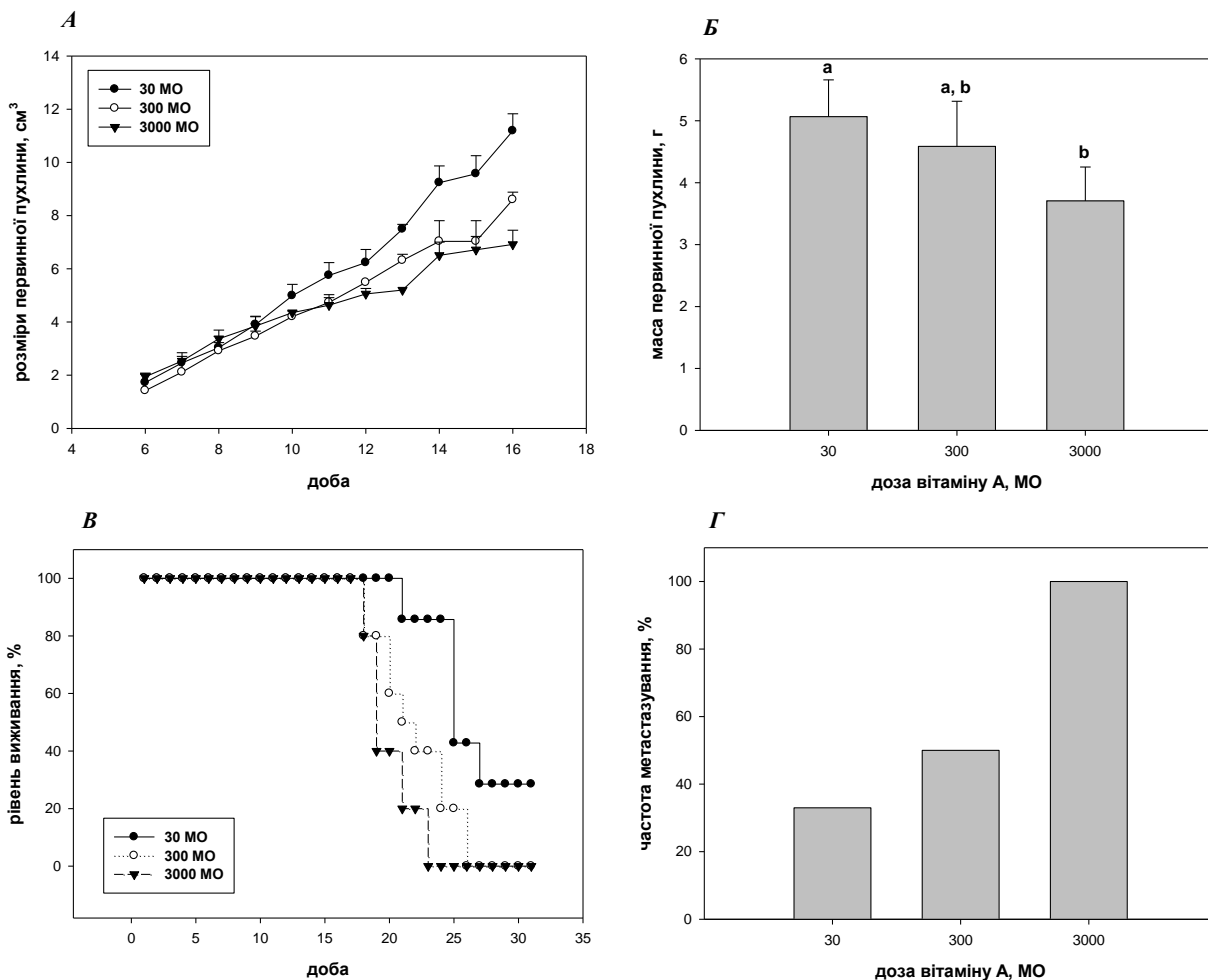 А
14
12
10
8
6
4
2
0
розміри первинної пухлини, см³
30 МО
300 МО
3000 МО
4 6 8 10 12 14 16 18
доба
Б
6
5
4
3
2
1
0
маса первинної пухлини, г
a
a, b
b
30 300 3000
доза вітаміну А, МО
В
100
80
60
40
20
0
рівень виживання, %
30 МО
300 МО
3000 МО
0 5 10 15 20 25 30 35
доба
Г
100
80
60
40
20
0
частота метастазування, %
30 300 3000
доза вітаміну А, МО